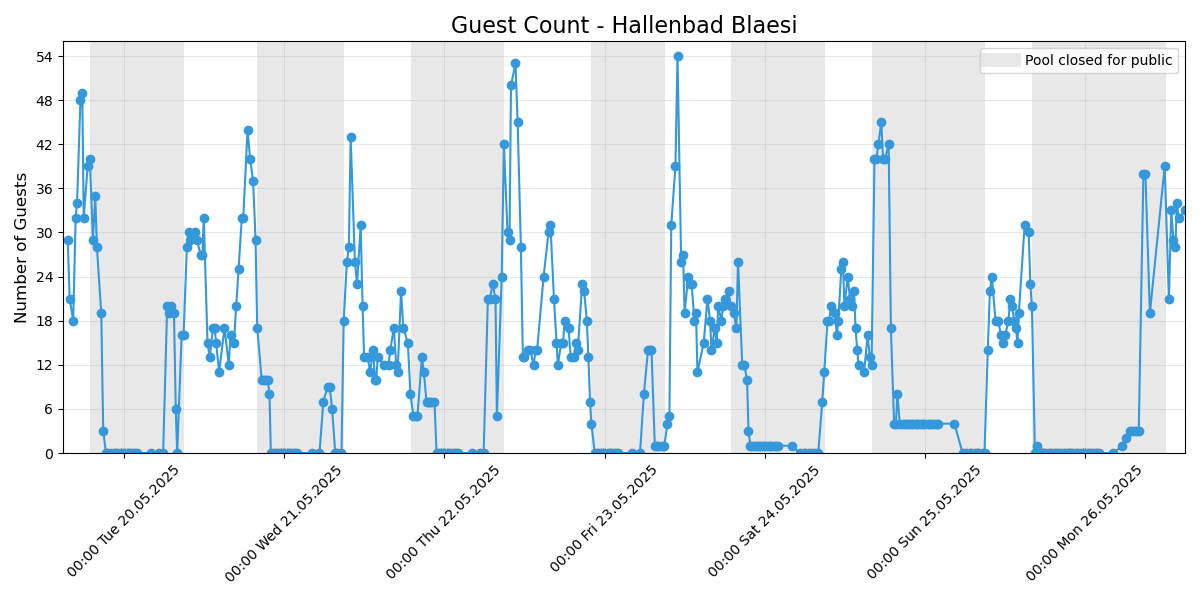 Guest Count - Hallenbad Blaesi
Pool closed for public
Number of Guests
54
48
42
36
30
24
18
12
6
0
00:00 Tue 20.05.2025
00:00 Wed 21.05.2025
00:00 Thu 22.05.2025
00:00 Fri 23.05.2025
00:00 Sat 24.05.2025
00:00 Sun 25.05.2025
00:00 Mon 26.05.2025